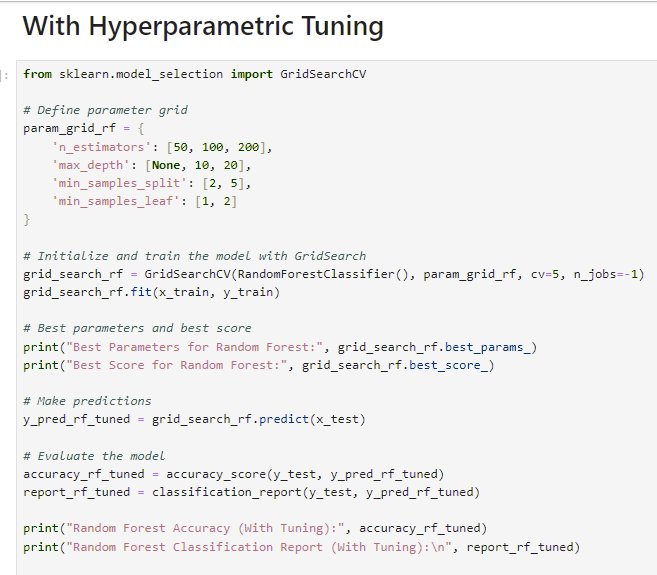 With Hyperparametric Tuning
]:
from sklearn.model_selection import GridSearchCV
# Define parameter grid
param_grid_rf = {
    'n_estimators': [50, 100, 200],
    'max_depth': [None, 10, 20],
    'min_samples_split': [2, 5],
    'min_samples_leaf': [1, 2]
}
# Initialize and train the model with GridSearch
grid_search_rf = GridSearchCV(RandomForestClassifier(), param_grid_rf, cv=5, n_jobs=-1)
grid_search_rf.fit(x_train, y_train)
# Best parameters and best score
print("Best Parameters for Random Forest:", grid_search_rf.best_params_)
print("Best Score for Random Forest:", grid_search_rf.best_score_)
# Make predictions
y_pred_rf_tuned = grid_search_rf.predict(x_test)
# Evaluate the model
accuracy_rf_tuned = accuracy_score(y_test, y_pred_rf_tuned)
report_rf_tuned = classification_report(y_test, y_pred_rf_tuned)
print("Random Forest Accuracy (With Tuning):", accuracy_rf_tuned)
print("Random Forest Classification Report (With Tuning):\n", report_rf_tuned)